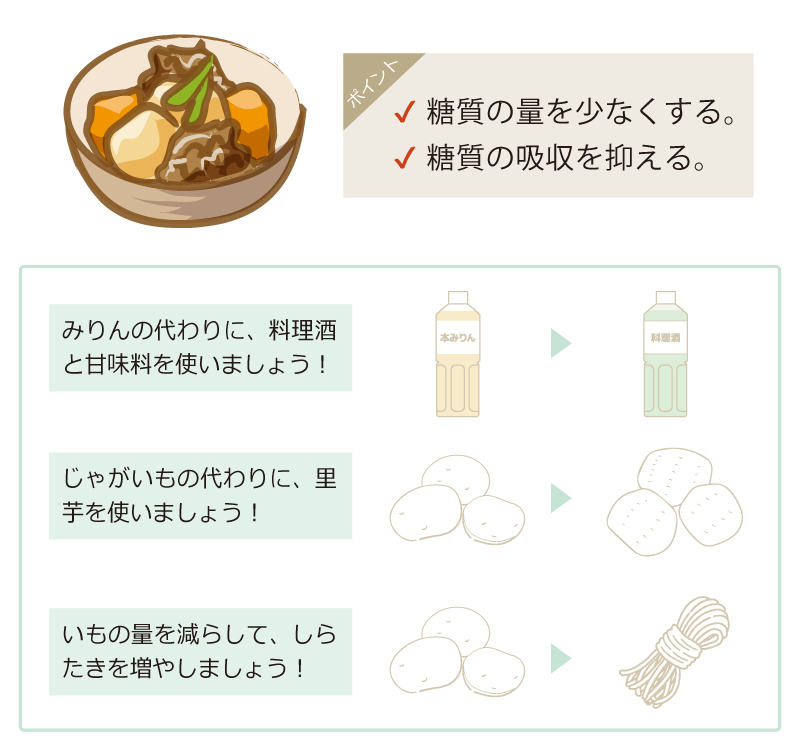 ポイント
✓ 糖質の量を少なくする。
✓ 糖質の吸収を抑える。
みりんの代わりに、料理酒
と甘味料を使いましょう！
本みりん
料理酒
じゃがいもの代わりに、里
芋を使いましょう！
いもの量を減らして、しら
たきを増やしましょう！